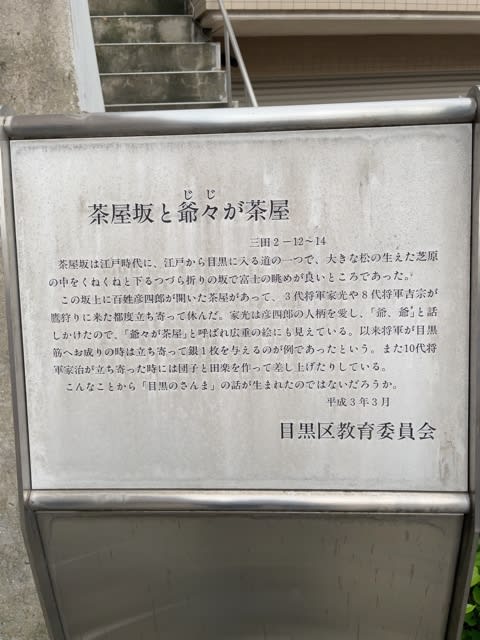 じじ
茶屋坂と爺々が茶屋
三田2−12〜14
茶屋坂は江戸時代に、江戸から目黒に入る道の一つで、大きな松の生えた芝原
の中をくねくねと下るつづら折りの坂で富士の眺めが良いところであった。
この坂上に百姓彦四郎が開いた茶屋があって、3代将軍家光や8代将軍吉宗が
鷹狩りに来た都度立ち寄って休んだ。家光は彦四郎の人柄を愛し、「爺、爺」と話
しかけたので、「爺々が茶屋」と呼ばれ広重の絵にも見えている。以来将軍が目黒
筋へお成りの時は立ち寄って銀1枚を与えるのが例であったという。また10代将
軍家治が立ち寄った時には団子と田楽を作って差し上げたりしている。
こんなことから「目黒のさんま」の話が生まれたのではないだろうか。
平成3年3月
目黒区教育委員会